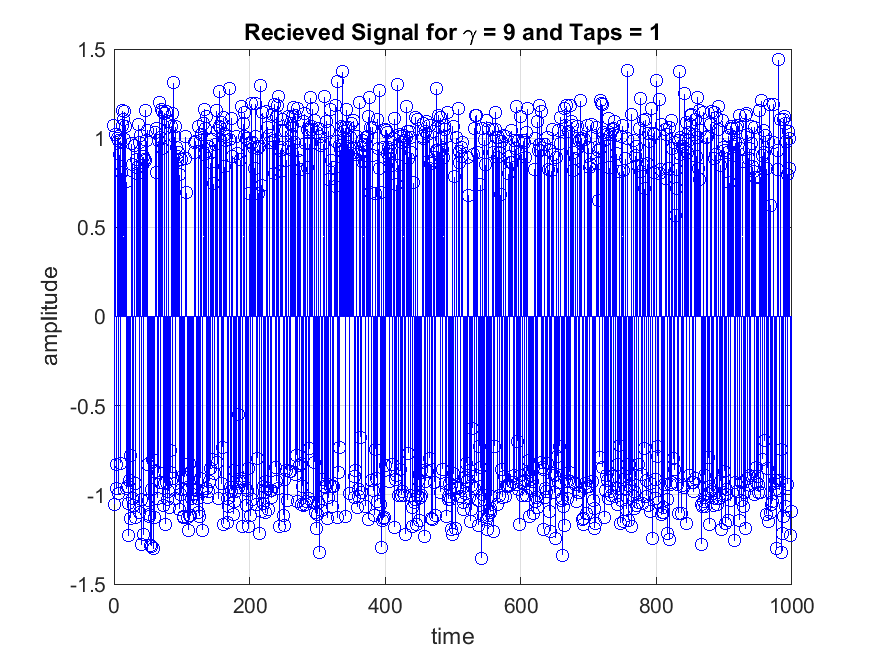 Recieved Signal for γ = 9 and Taps = 1
1.5
1
0.5
0
-0.5
-1
-1.5
amplitude
0 200 400 600 800 1000
time